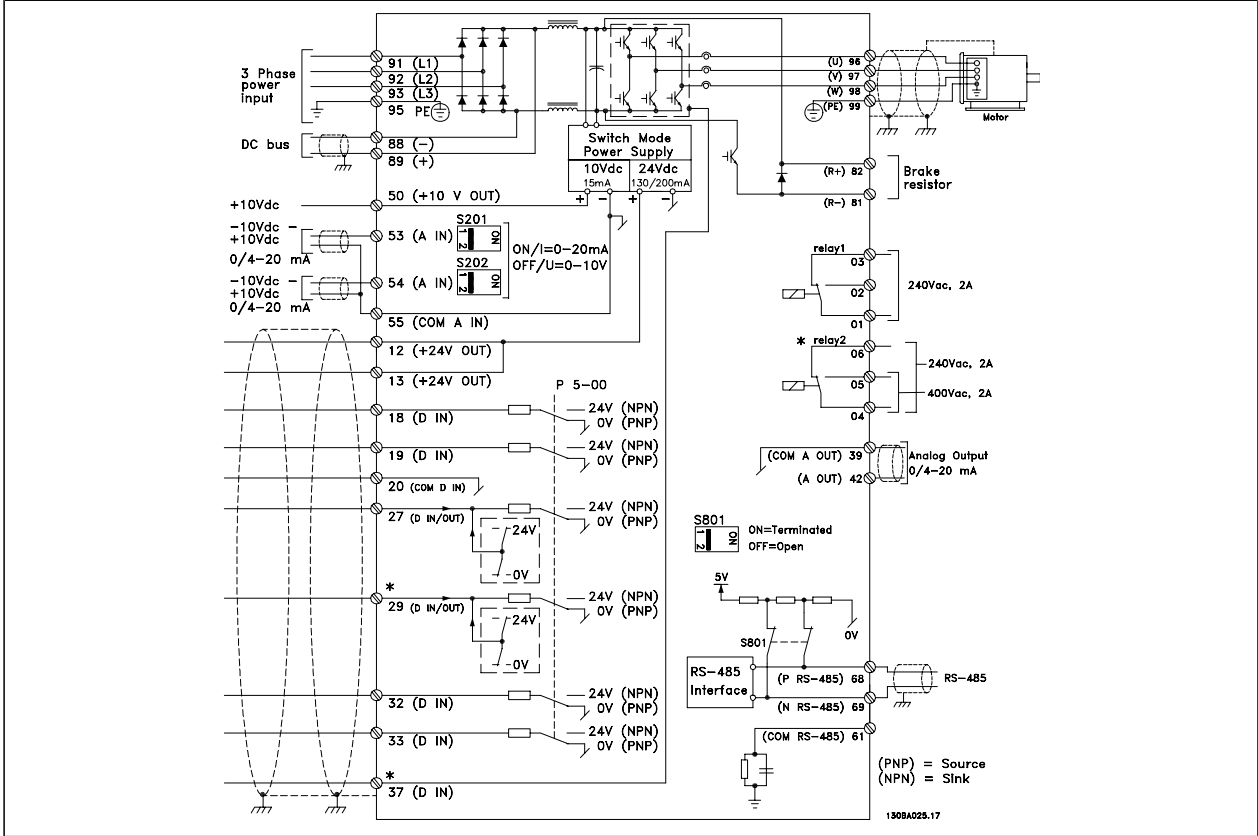 3 Phase
power
input
91 (L1)
92 (L2)
93 (L3)
95 PE
DC bus
88 (-)
89 (+)
Switch Mode
Power Supply
10Vdc
15mA
24Vdc
130/200mA
+ - + -
(U) 96
(V) 97
(W) 98
(PE) 99
Motor
(R+) 82
(R-) 81
Brake
resistor
+10Vdc
50 (+10 V OUT)
-10Vdc -
+10Vdc
0/4-20 mA
53 (A IN)
S201
1 2
ON
ON/I=0-20mA
OFF/U=0-10V
-10Vdc -
+10Vdc
0/4-20 mA
54 (A IN)
S202
1 2
ON
55 (COM A IN)
12 (+24V OUT)
13 (+24V OUT)
P 5-00
18 (D IN)
24V (NPN)
0V (PNP)
19 (D IN)
24V (NPN)
0V (PNP)
20 (COM D IN)
27 (D IN/OUT)
24V (NPN)
0V (PNP)
24V
0V
*
29 (D IN/OUT)
24V (NPN)
0V (PNP)
24V
0V
32 (D IN)
24V (NPN)
0V (PNP)
33 (D IN)
24V (NPN)
0V (PNP)
*
37 (D IN)
relay1
03
02
01
240Vac, 2A
* relay2
06
05
04
240Vac, 2A
400Vac, 2A
(COM A OUT) 39
(A OUT) 42
Analog Output
0/4-20 mA
S801
1 2
ON
ON=Terminated
OFF=Open
5V
0V
S801
RS-485
Interface
(P RS-485) 68
(N RS-485) 69
RS-485
(COM RS-485) 61
(PNP) = Source
(NPN) = Sink
130BA025.17